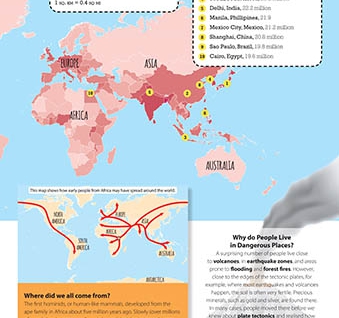 1 SQ. KM = 0.4 SQ MI
5 Delhi, India, 22.2 million
6 Manila, Phillipines, 21.9
7 Mexico City, Mexico, 21.2 million
8 Shanghai, China, 20.8 million
9 Sao Paulo, Brazil, 19.8 million
10 Cairo, Egypt, 19.6 million
EUROPE
ASIA
AFRICA
AUSTRALIA
This map shows how early people from Africa may have spread around the world.
NORTH
AMERICA
EUROPE
ASIA
AFRICA
SOUTH
AMERICA
AUSTRALIA
ANTARCTICA
Where did we all come from?
The first hominids, or human-like mammals, developed from the
ape family in Africa about five million years ago. Slowly some millions
Why do People Live
in Dangerous Places?
A surprising number of people live close
to volcanoes, in earthquake zones and areas
prone to flooding and forest fires. However,
close to the edges of the tectonic plates, for
example, where most earthquakes and volcanoes
happen, the soil is often very fertile. Precious
minerals, such as gold and silver, are found there.
In many cases, people moved there before we
knew about plate tectonics and realised how